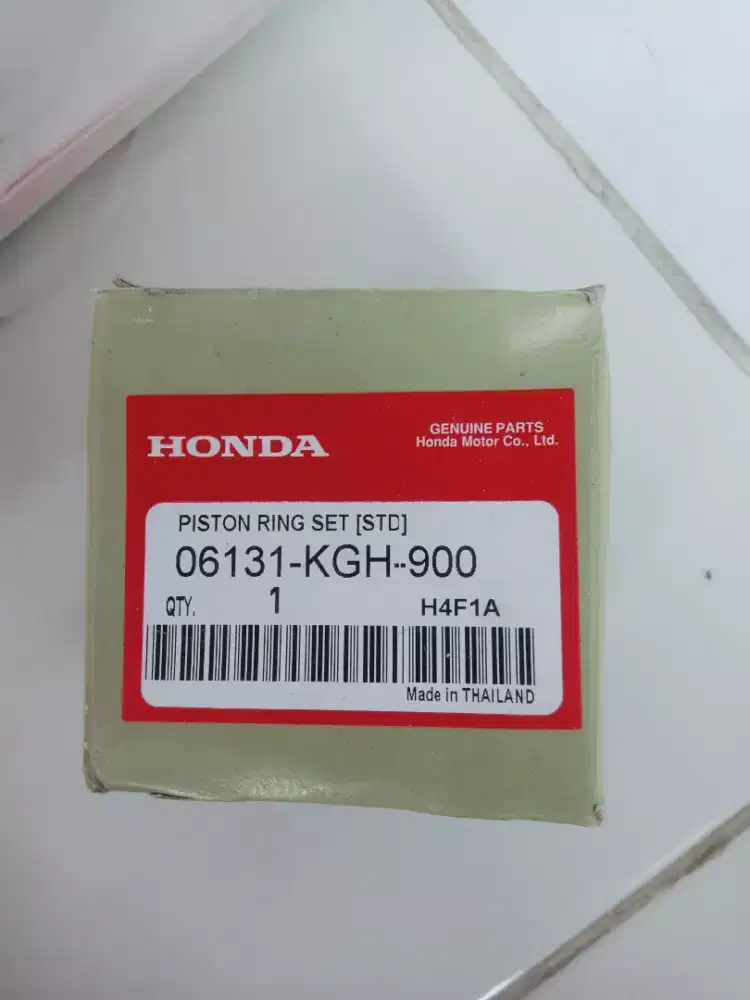 HONDA
GENUINE PARTS
Honda Motor Co., Ltd.
PISTON RING SET [STD]
06131-KGH-900
QTY. 1 H4F1A
Made in THAILAND